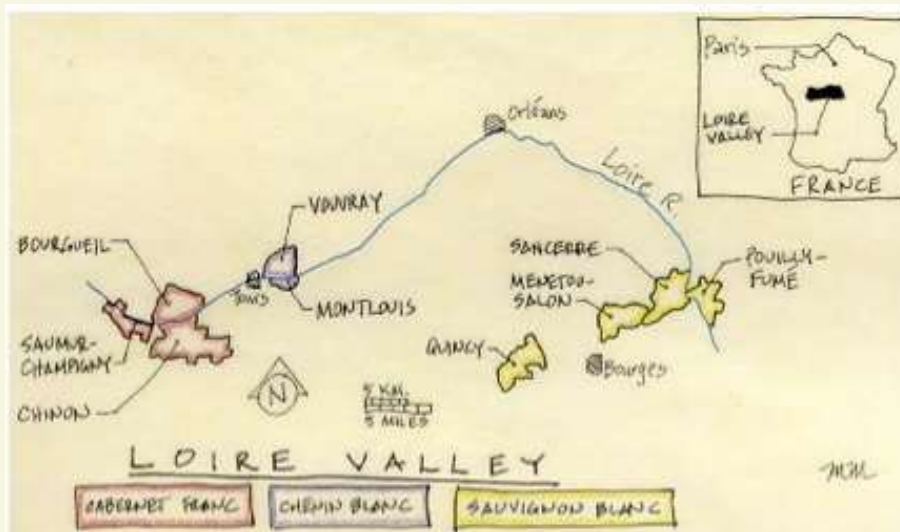 Paris
LOIRE
VALLEY
FRANCE
Orléans
Loire R.
VOUVRAY
BOURGUEIL
Tours
MONTLOUIS
SANCERRE
POUILLY-
FUMÉ
MENETOU-
SALON
SAUMUR-
CHAMPIGNY
QUINCY
Bourges
CHINON
N
5 KM.
5 MILES
LOIRE VALLEY
CABERNET FRANC
CHENIN BLANC
SAUVIGNON BLANC
MM